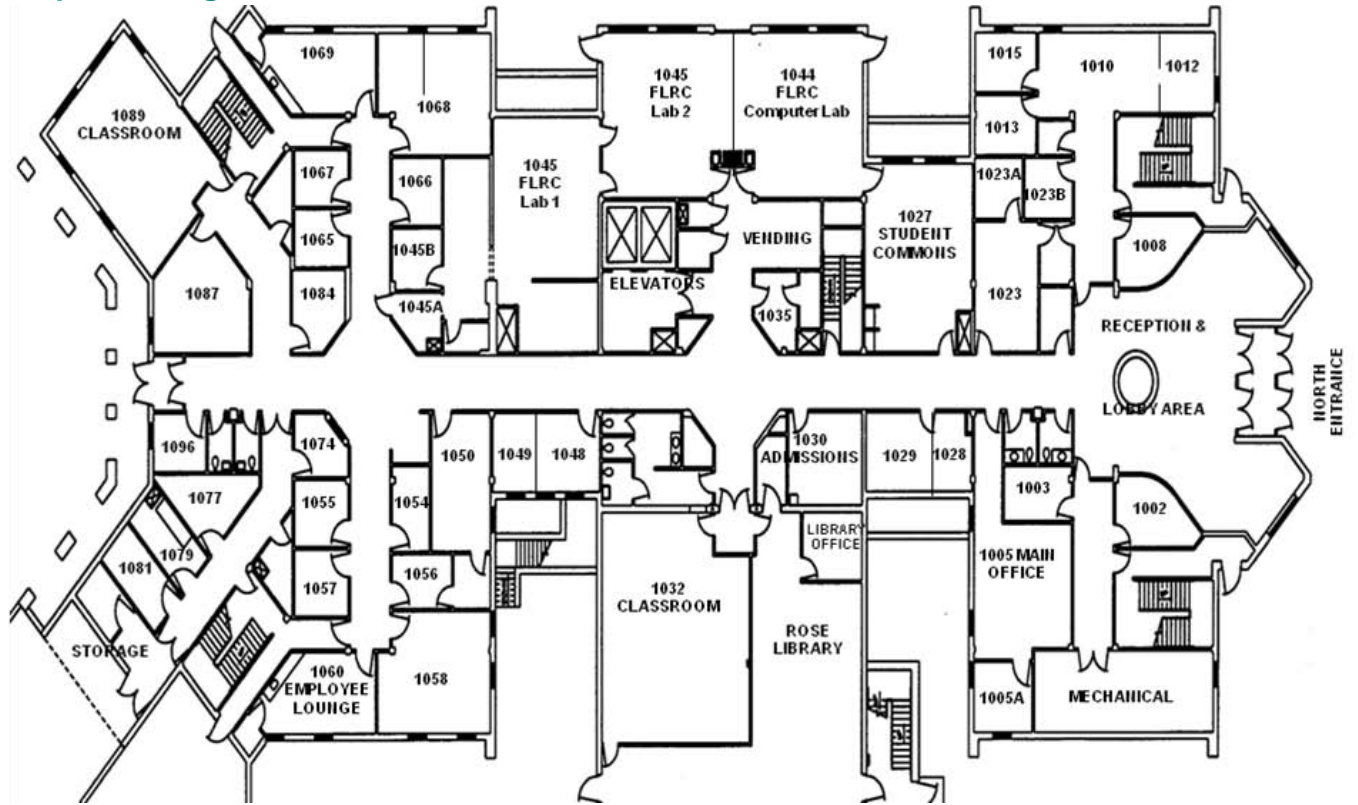 1069
1068
1089
CLASSROOM
1067
1066
1065
1045B
1087
1084
1045A
1045
FLRC
Lab 1
1045
FLRC
Lab 2
1044
FLRC
Computer Lab
ELEVATORS
VENDING
1035
1027
STUDENT
COMMONS
1015
1010
1012
1013
1023A
1023B
1008
1023
RECEPTION &
LOBBY AREA
NORTH
ENTRANCE
1096
1074
1077
1055
1079
1081
1057
STORAGE
1060
EMPLOYEE
LOUNGE
1050
1054
1056
1058
1049
1048
1030
ADMISSIONS
1029
1028
LIBRARY
OFFICE
1032
CLASSROOM
ROSE
LIBRARY
1003
1002
1005 MAIN
OFFICE
1005A
MECHANICAL